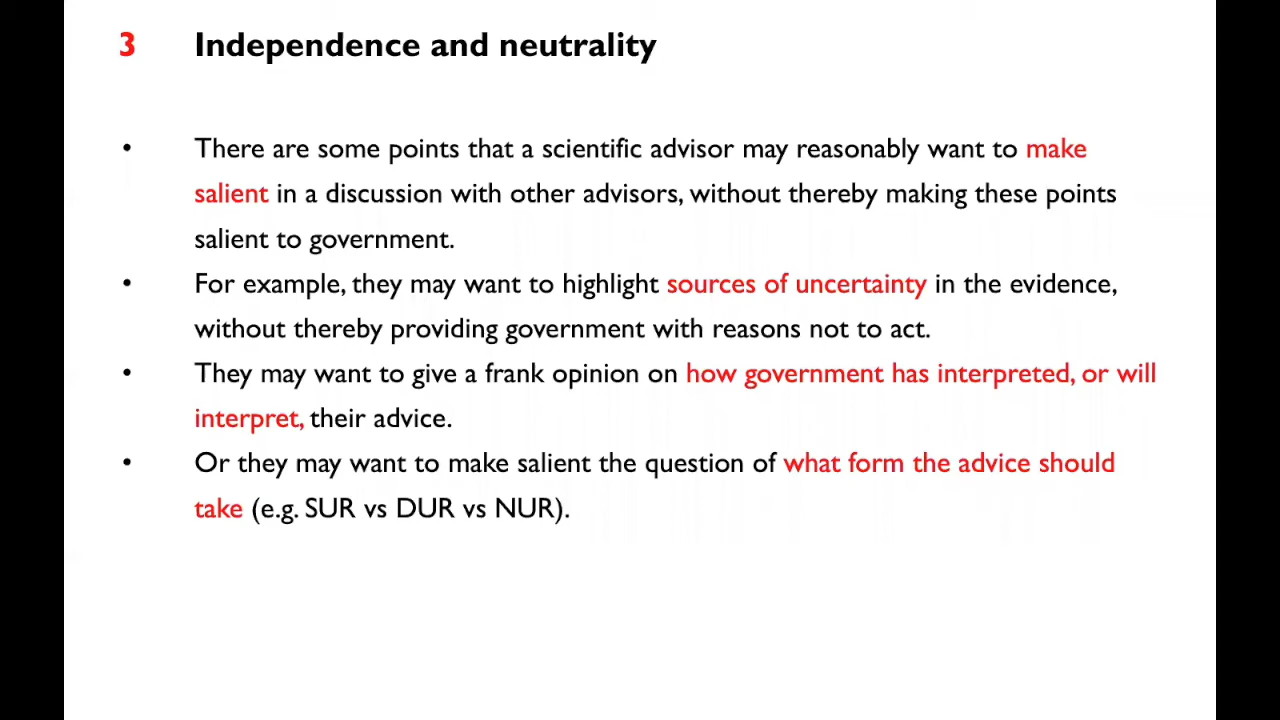 3 Independence and neutrality
• There are some points that a scientific advisor may reasonably want to make
salient in a discussion with other advisors, without thereby making these points
salient to government.
• For example, they may want to highlight sources of uncertainty in the evidence,
without thereby providing government with reasons not to act.
• They may want to give a frank opinion on how government has interpreted, or will
interpret, their advice.
• Or they may want to make salient the question of what form the advice should
take (e.g. SUR vs DUR vs NUR).